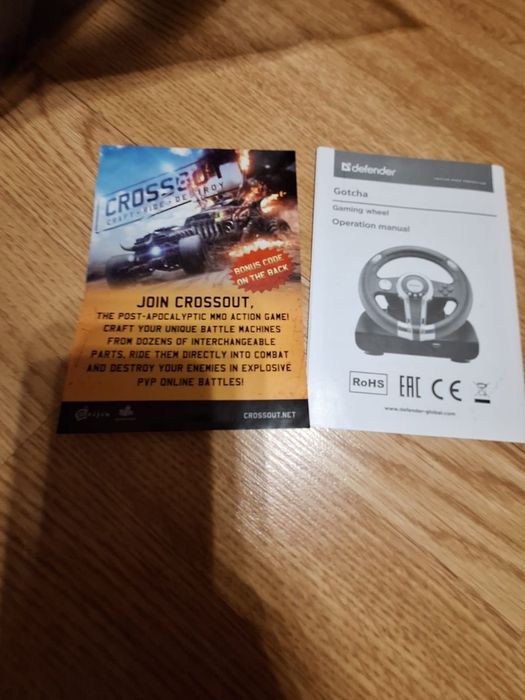 CROSSOUT
CRAFT • RIDE • DESTROY
BONUS CODE
ON THE BACK
JOIN CROSSOUT,
THE POST-APOCALYPTIC MMO ACTION GAME!
CRAFT YOUR UNIQUE BATTLE MACHINES
FROM DOZENS OF INTERCHANGEABLE
PARTS, RIDE THEM DIRECTLY INTO COMBAT
AND DESTROY YOUR ENEMIES IN EXPLOSIVE
PVP ONLINE BATTLES!
CROSSOUT.NET
defender
Gotcha
Gaming wheel
Operation manual
RoHS EAC CE
www.defender-global.com